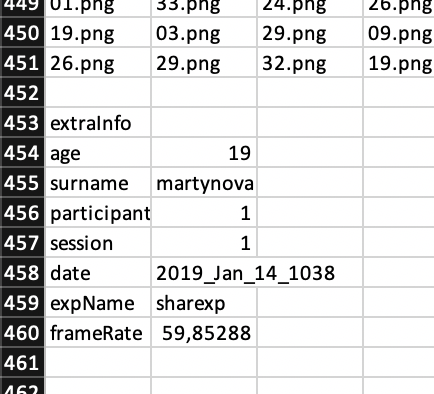 449 01.png 33.png 24.png 26.png
450 19.png 03.png 29.png 09.png
451 26.png 29.png 32.png 19.png
452
453 extraInfo
454 age 19
455 surname martynova
456 participant 1
457 session 1
458 date 2019_Jan_14_1038
459 expName sharexp
460 frameRate 59,85288
461
462